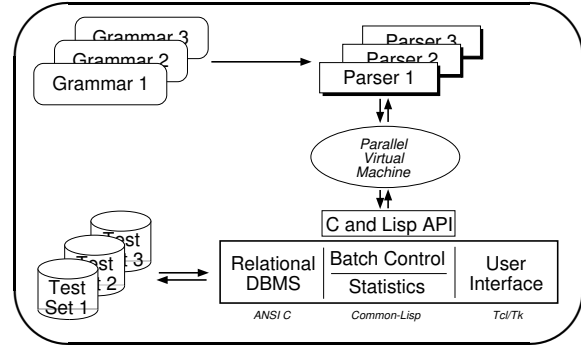 Grammar 3
Grammar 2
Grammar 1
Parser 3
Parser 2
Parser 1
Parallel
Virtual
Machine
C and Lisp API
Test
Set 3
Test
Set 2
Test
Set 1
Relational
DBMS
Batch Control
Statistics
User
Interface
ANSI C
Common-Lisp
Tcl/Tk